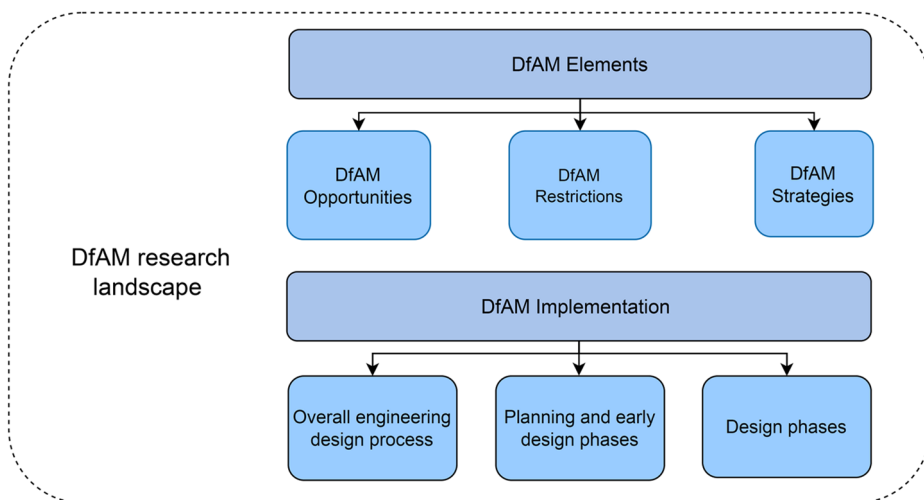 DfAM Elements
DfAM
Opportunities
DfAM
Restrictions
DfAM
Strategies
DfAM research
landscape
DfAM Implementation
Overall engineering
design process
Planning and early
design phases
Design phases